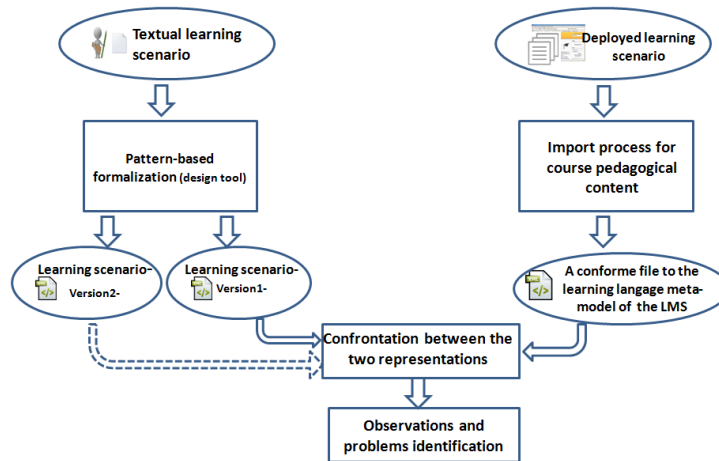 Textual learning
scenario
Deployed learning
scenario
Pattern-based
formalization (design tool)
Import process for
course pedagogical
content
Learning scenario-
Version2-
Learning scenario-
Version1-
A conforme file to the
learning langage meta-
model of the LMS
Confrontation between the
two representations
Observations and
problems identification